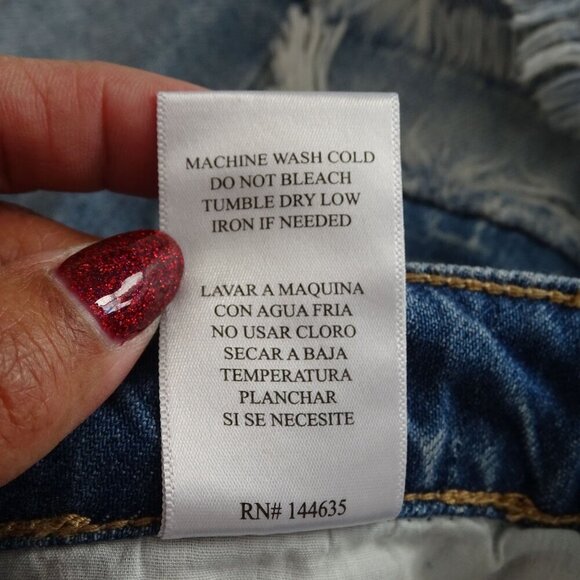 MACHINE WASH COLD
DO NOT BLEACH
TUMBLE DRY LOW
IRON IF NEEDED
LAVAR A MAQUINA
CON AGUA FRIA
NO USAR CLORO
SECAR A BAJA
TEMPERATURA
PLANCHAR
SI SE NECESITE
RN# 144635